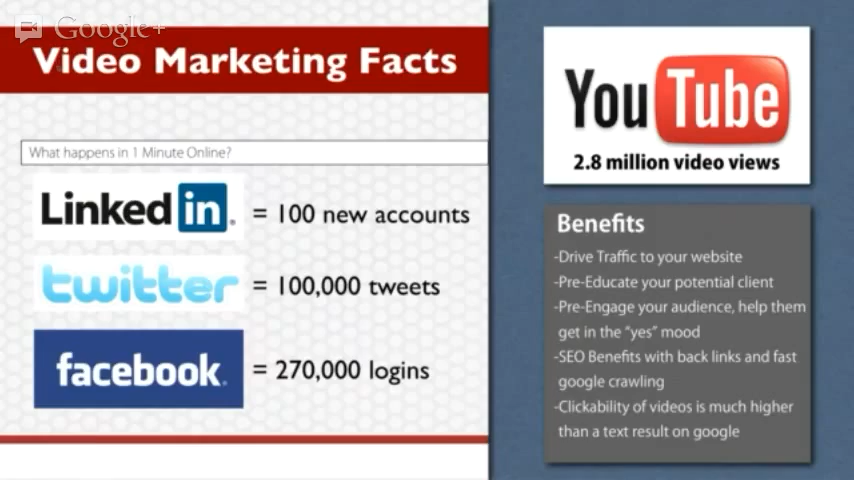 Google+
Video Marketing Facts
What happens in 1 Minute Online?
Linked in® = 100 new accounts
twitter = 100,000 tweets
facebook® = 270,000 logins
YouTube
2.8 million video views
Benefits
-Drive Traffic to your website
-Pre-Educate your potential client
-Pre-Engage your audience, help them
get in the "yes" mood
-SEO Benefits with back links and fast
google crawling
-Clickability of videos is much higher
than a text result on google